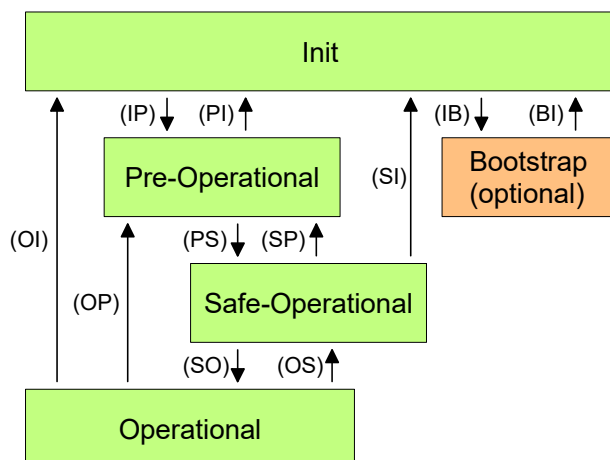 Init
(IP)
(PI)
(IB)
(BI)
Pre-Operational
Bootstrap
(optional)
(SI)
(OI)
(PS)
(SP)
(OP)
Safe-Operational
(SO)
(OS)
Operational